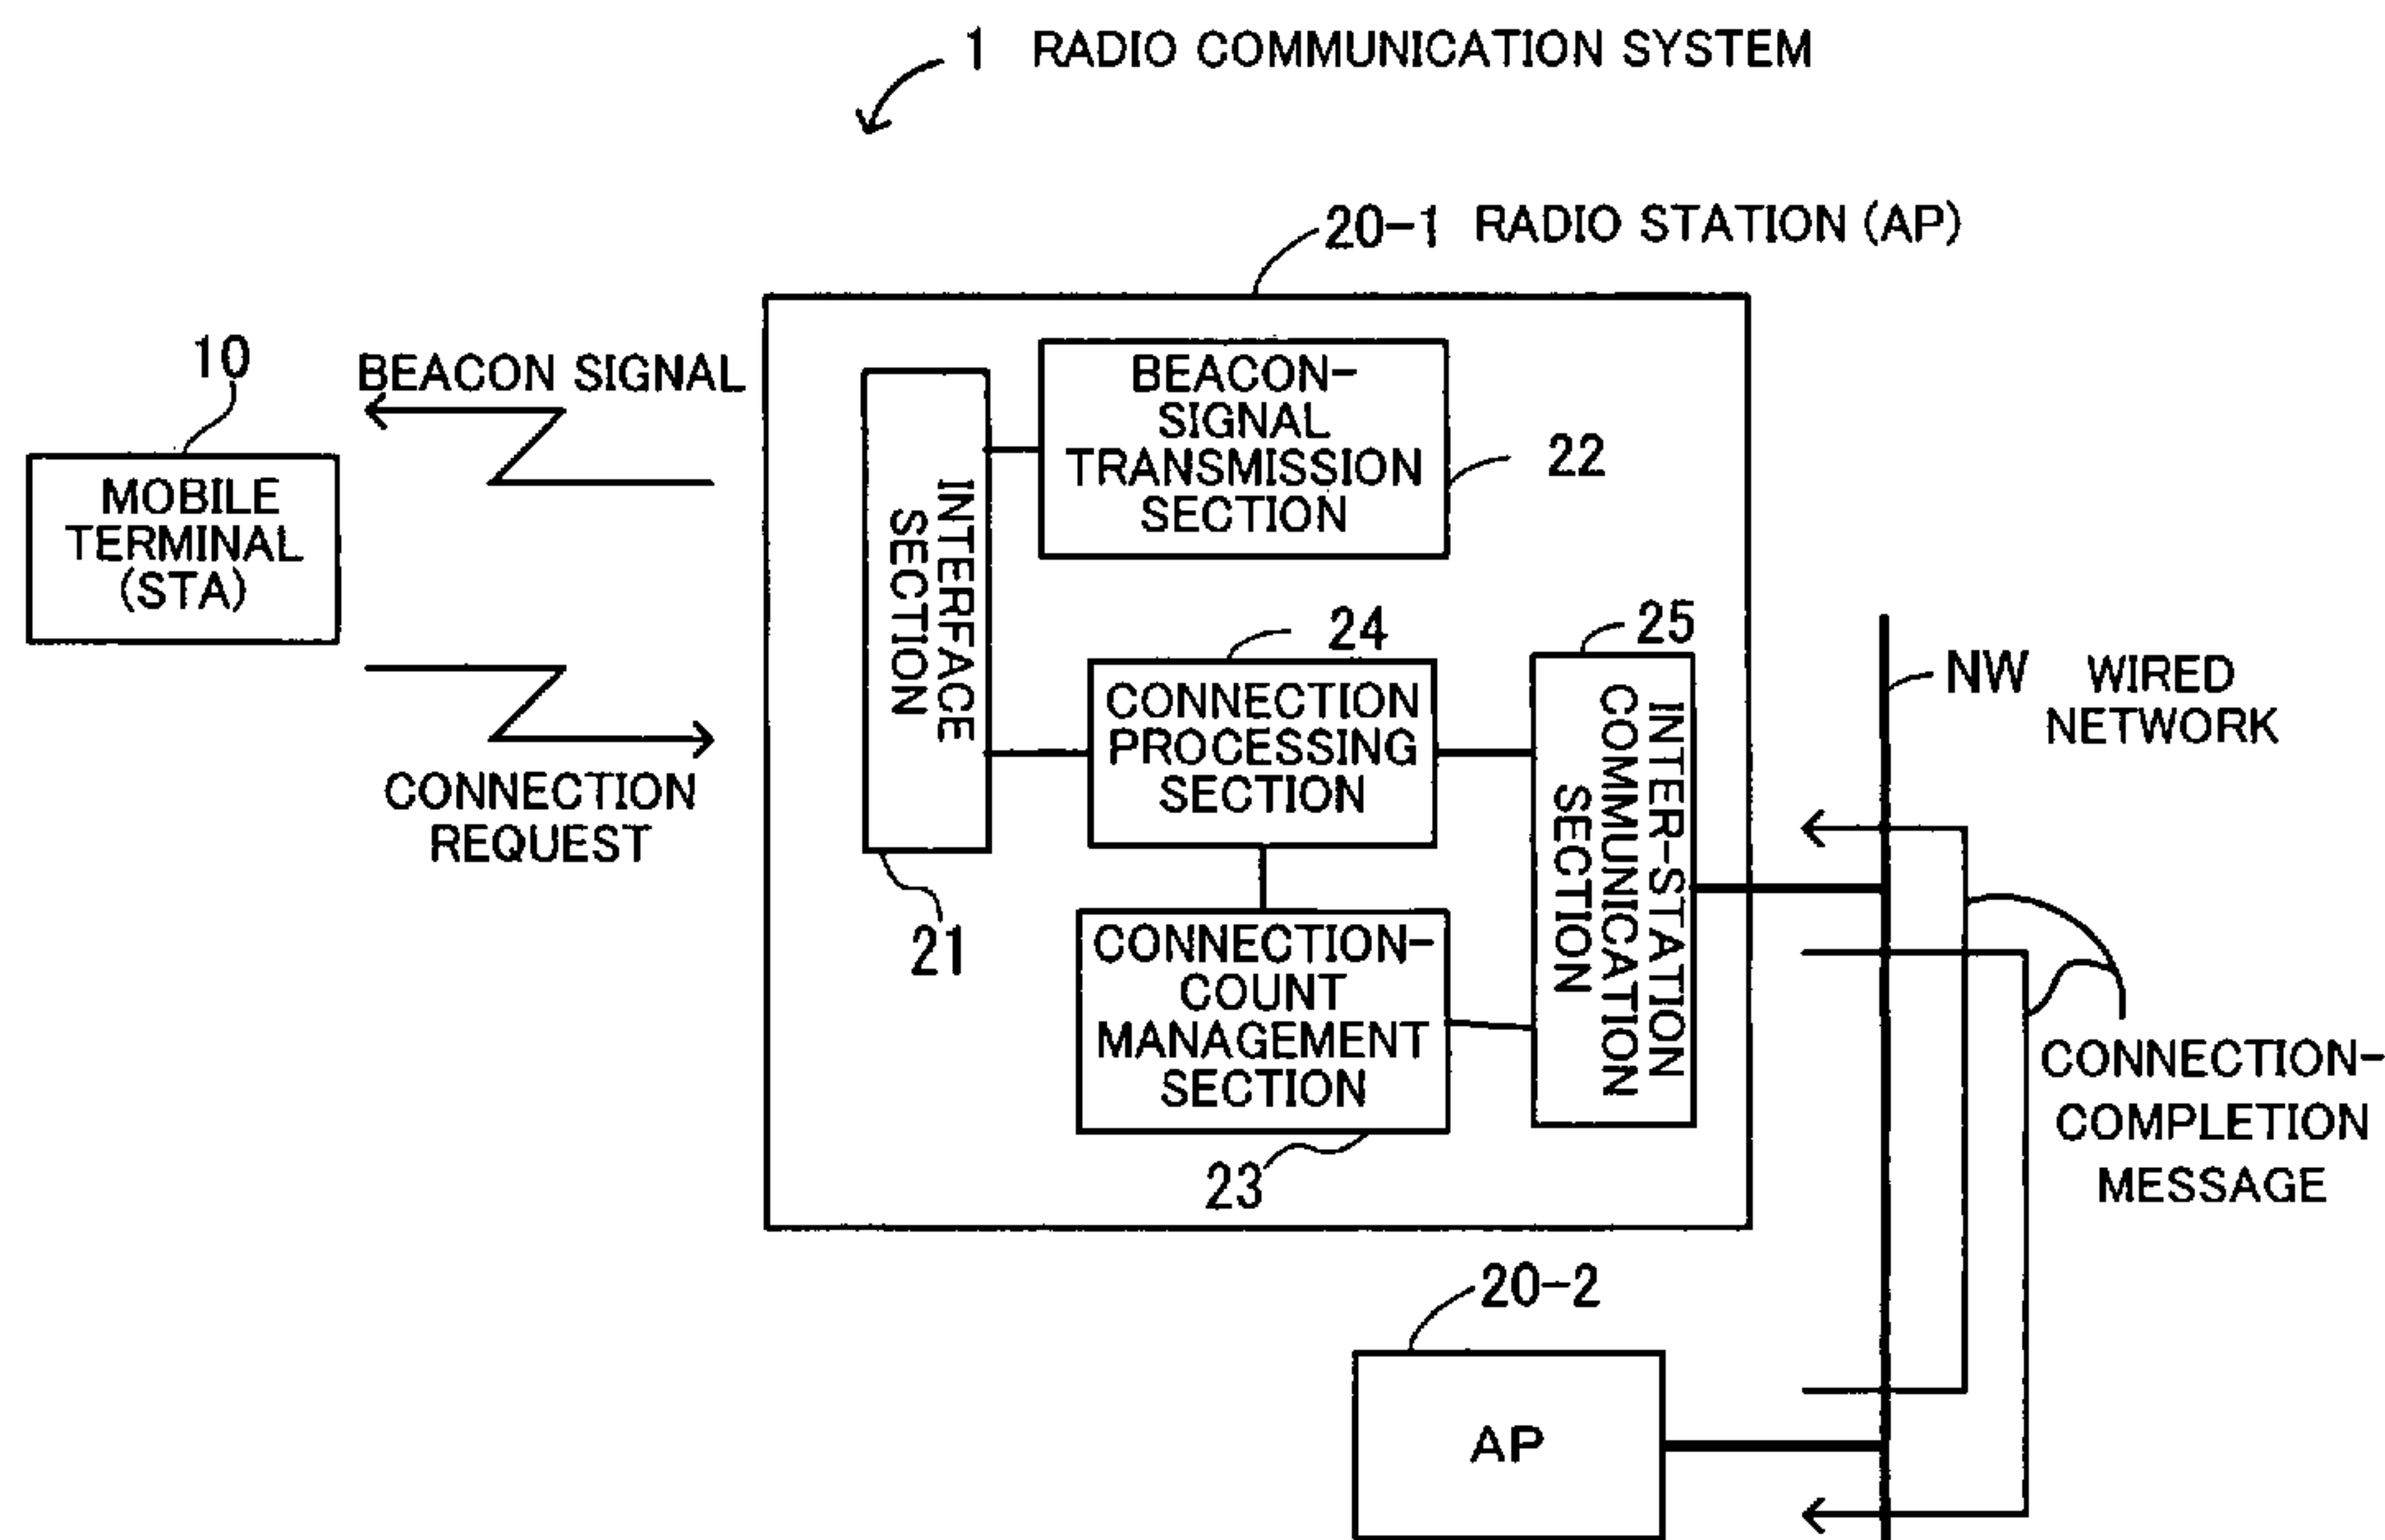 1 RADIO COMMUNICATION SYSTEM
20-1 RADIO STATION (AP)
10
MOBILE
TERMINAL
(STA)
BEACON SIGNAL
CONNECTION
REQUEST
INTERFACE
SECTION
21
BEACON-
SIGNAL
TRANSMISSION
SECTION
22
24
CONNECTION
PROCESSING
SECTION
CONNECTION-
COUNT
MANAGEMENT
SECTION
23
25
INTER-STATION
COMMUNICATION
SECTION
NW WIRED
NETWORK
CONNECTION-
COMPLETION
MESSAGE
20-2
AP